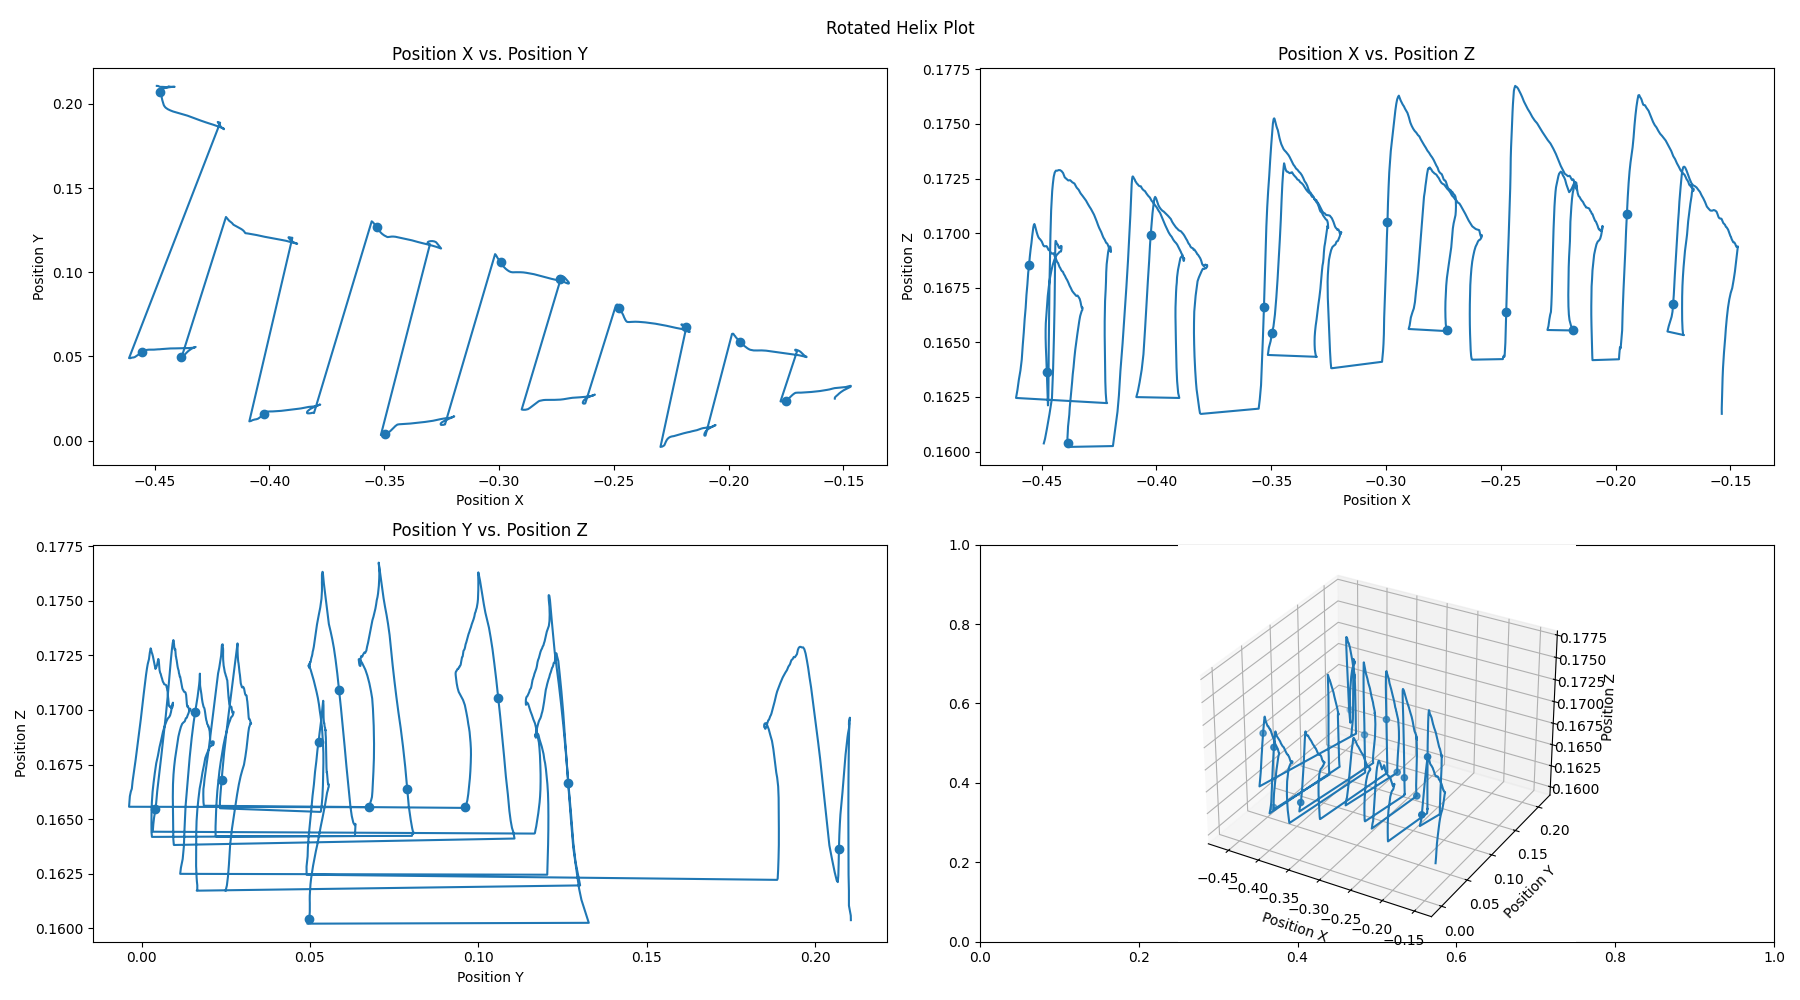 Rotated Helix Plot
Position X vs. Position Y
0.20
0.15
0.10
0.05
0.00
Position Y
−0.45 −0.40 −0.35 −0.30 −0.25 −0.20 −0.15
Position X
Position X vs. Position Z
0.1775
0.1750
0.1725
0.1700
0.1675
0.1650
0.1625
0.1600
Position Z
−0.45 −0.40 −0.35 −0.30 −0.25 −0.20 −0.15
Position X
Position Y vs. Position Z
0.1775
0.1750
0.1725
0.1700
0.1675
0.1650
0.1625
0.1600
Position Z
0.00 0.05 0.10 0.15 0.20
Position Y
1.0
0.8
0.6
0.4
0.2
0.0
0.0 0.2 0.4 0.6 0.8 1.0
0.1775
0.1750
0.1725
0.1700
0.1675
0.1650
0.1625
0.1600
Position Z
0.20
0.15
0.10
0.05
0.00
Position Y
−0.45
−0.40
−0.35
−0.30
−0.25
−0.20
−0.15
Position X